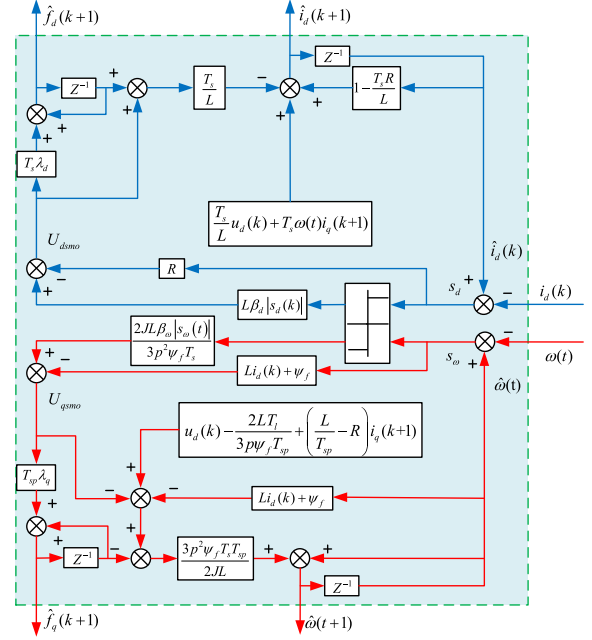 f̂_d(k+1)
î_d(k+1)
Z⁻¹
Z⁻¹
+
+
+
+
T_s/L
−
+
+
1−T_sR/L
+
T_sλ_d
T_s/L u_d(k)+T_sω(t)i_q(k+1)
U_dsmo
î_d(k)
−
+
R
Lβ_d|s_d(k)|
s_d
+
−
i_d(k)
2JLβ_ω|s_ω(t)|/3p²ψ_fT_s
+
−
Li_d(k)+ψ_f
s_ω
−
+
ω(t)
ω̂(t)
U_qsmo
u_d(k)−2LT_l/3pψ_fT_sp+(L/T_sp−R)i_q(k+1)
T_spλ_q
+
−
−
Li_d(k)+ψ_f
+
+
+
Z⁻¹
−
+
3p²ψ_fT_sT_sp/2JL
+
+
Z⁻¹
f̂_q(k+1)
ω̂(t+1)